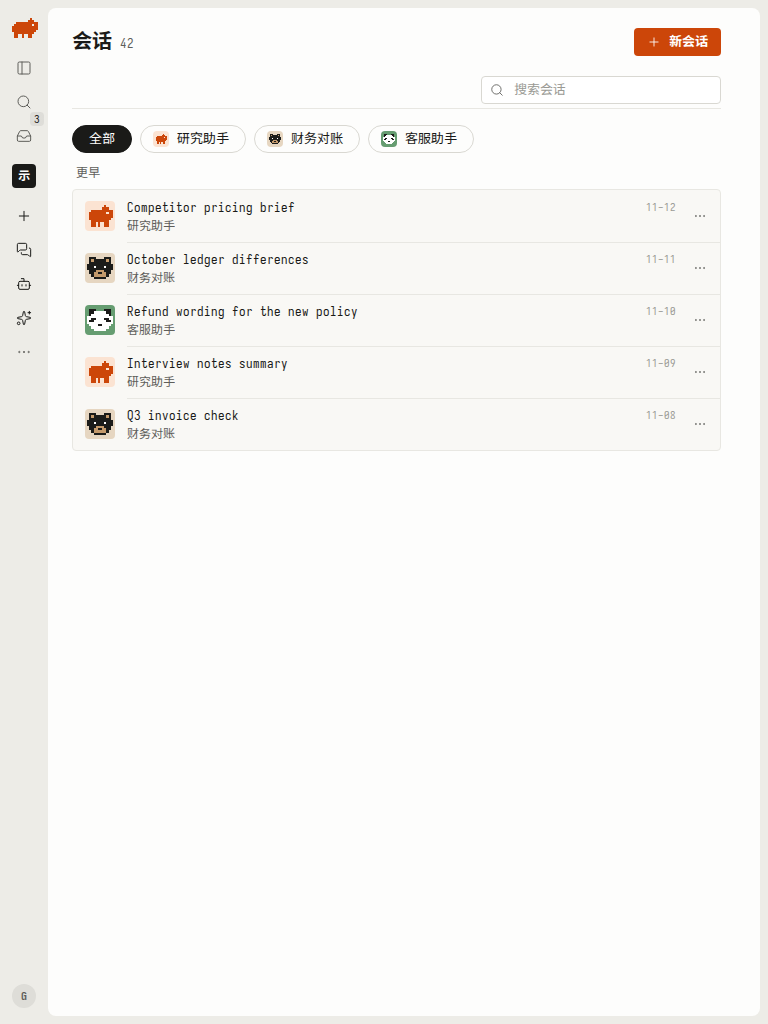 会话 42
新会话
搜索会话
3
示
全部
研究助手
财务对账
客服助手
更早
Competitor pricing brief
11-12
研究助手
October ledger differences
11-11
财务对账
Refund wording for the new policy
11-10
客服助手
Interview notes summary
11-09
研究助手
Q3 invoice check
11-08
财务对账
G